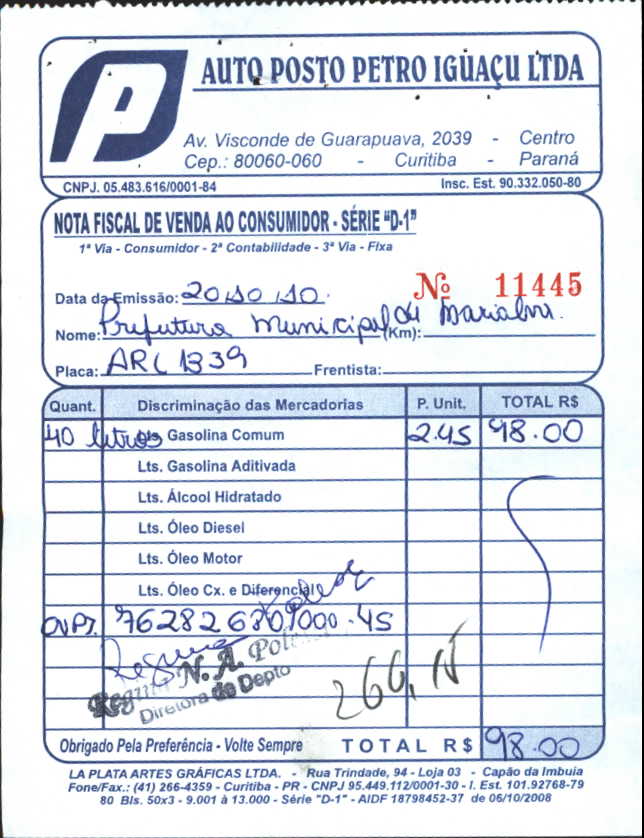 P AUTO POSTO PETRO IGUAÇU LTDA
Av. Visconde de Guarapuava, 2039 - Centro
Cep.: 80060-060 - Curitiba - Paraná
CNPJ. 05.483.616/0001-84 Insc. Est. 90.332.050-80
NOTA FISCAL DE VENDA AO CONSUMIDOR - SÉRIE "D-1"
1ª Via - Consumidor - 2ª Contabilidade - 3ª Via - Fixa
Nº 11445
Data da Emissão: 20,10,10.
Nome: Prefeitura Municipal de Marialva. (Km):
Placa: ARL 1339 Frentista:
Quant. Discriminação das Mercadorias P. Unit. TOTAL R$
40 litros Gasolina Comum 2.45 98.00
Lts. Gasolina Aditivada
Lts. Álcool Hidratado
Lts. Óleo Diesel
Lts. Óleo Motor
Lts. Óleo Cx. e Diferencial
76282680/000.45
N. A.
Diretora de Depto
Obrigado Pela Preferência - Volte Sempre TOTAL R$ 98.00
LA PLATA ARTES GRÁFICAS LTDA. - Rua Trindade, 94 - Loja 03 - Capão da Imbuia
Fone/Fax.: (41) 266-4359 - Curitiba - PR - CNPJ 95.449.112/0001-30 - I. Est. 101.92768-79
80 Bls. 50x3 - 9.001 à 13.000 - Série "D-1" - AIDF 18798452-37 de 06/10/2008